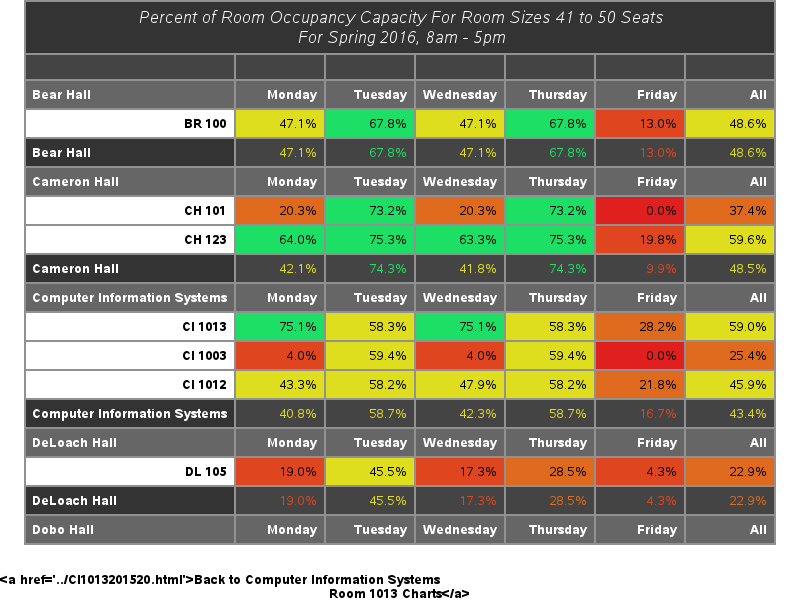 Percent of Room Occupancy Capacity For Room Sizes 41 to 50 Seats
For Spring 2016, 8am - 5pm
Bear Hall Monday Tuesday Wednesday Thursday Friday All
BR 100 47.1% 67.8% 47.1% 67.8% 13.0% 48.6%
Bear Hall 47.1% 67.8% 47.1% 67.8% 13.0% 48.6%
Cameron Hall Monday Tuesday Wednesday Thursday Friday All
CH 101 20.3% 73.2% 20.3% 73.2% 0.0% 37.4%
CH 123 64.0% 75.3% 63.3% 75.3% 19.8% 59.6%
Cameron Hall 42.1% 74.3% 41.8% 74.3% 9.9% 48.5%
Computer Information Systems Monday Tuesday Wednesday Thursday Friday All
CI 1013 75.1% 58.3% 75.1% 58.3% 28.2% 59.0%
CI 1003 4.0% 59.4% 4.0% 59.4% 0.0% 25.4%
CI 1012 43.3% 58.2% 47.9% 58.2% 21.8% 45.9%
Computer Information Systems 40.8% 58.7% 42.3% 58.7% 16.7% 43.4%
DeLoach Hall Monday Tuesday Wednesday Thursday Friday All
DL 105 19.0% 45.5% 17.3% 28.5% 4.3% 22.9%
DeLoach Hall 19.0% 45.5% 17.3% 28.5% 4.3% 22.9%
Dobo Hall Monday Tuesday Wednesday Thursday Friday All
<a href='../CI1013201520.html'>Back to Computer Information Systems
Room 1013 Charts</a>